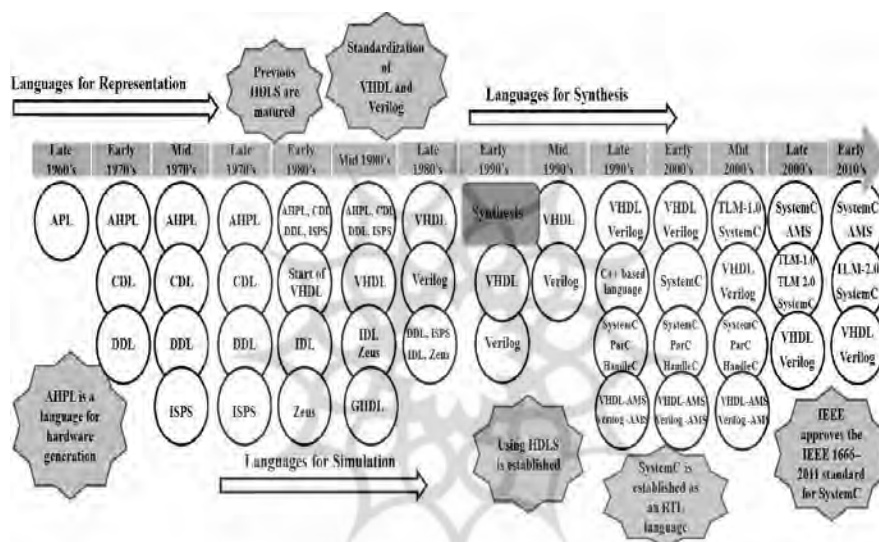 Languages for Representation
Previous
HDLS are
matured
Standardization
of
VHDL and
Verilog
Languages for Synthesis
Late
1960's
Early
1970's
Mid.
1970's
Late
1970's
Early
1980's
Mid 1980's
Late
1980's
Early
1990's
Mid.
1990's
Late
1990's
Early
2000's
Mid
2000's
Late
2000's
Early
2010's
APL
AHPL
AHPL
AHPL
AHPL, CDL
DDL, ISPS
AHPL, CDL
DDL, ISPS
VHDL
Synthesis
VHDL
VHDL
Verilog
VHDL
Verilog
TLM-1.0
SystemC
SystemC
-AMS
SystemC
AMS
CDL
CDL
CDL
Start of
VHDL
VHDL
Verilog
VHDL
Verilog
C++ based
language
SystemC
VHDL
Verilog
TLM-1.0
TLM 2.0
SystemC
TLM-2.0
SystemC
DDL
DDL
DDL
IDL
IDL
Zeus
DDL, ISPS
IDL, Zeus
Verilog
SystemC
ParC
HandleC
SystemC
ParC
HandleC
SystemC
ParC
HandleC
VHDL
Verilog
VHDL
Verilog
AHPL is a
language for
hardware
generation
ISPS
ISPS
Zeus
GHDL
VHDL-AMS
Verilog -AMS
VHDL-AMS
Verilog -AMS
VHDL-AMS
Verilog -AMS
Using HDLS
is established
IEEE
approves the
IEEE 1666–
2011 standard
for SystemC
Languages for Simulation
SystemC is
established as
an RTL
language